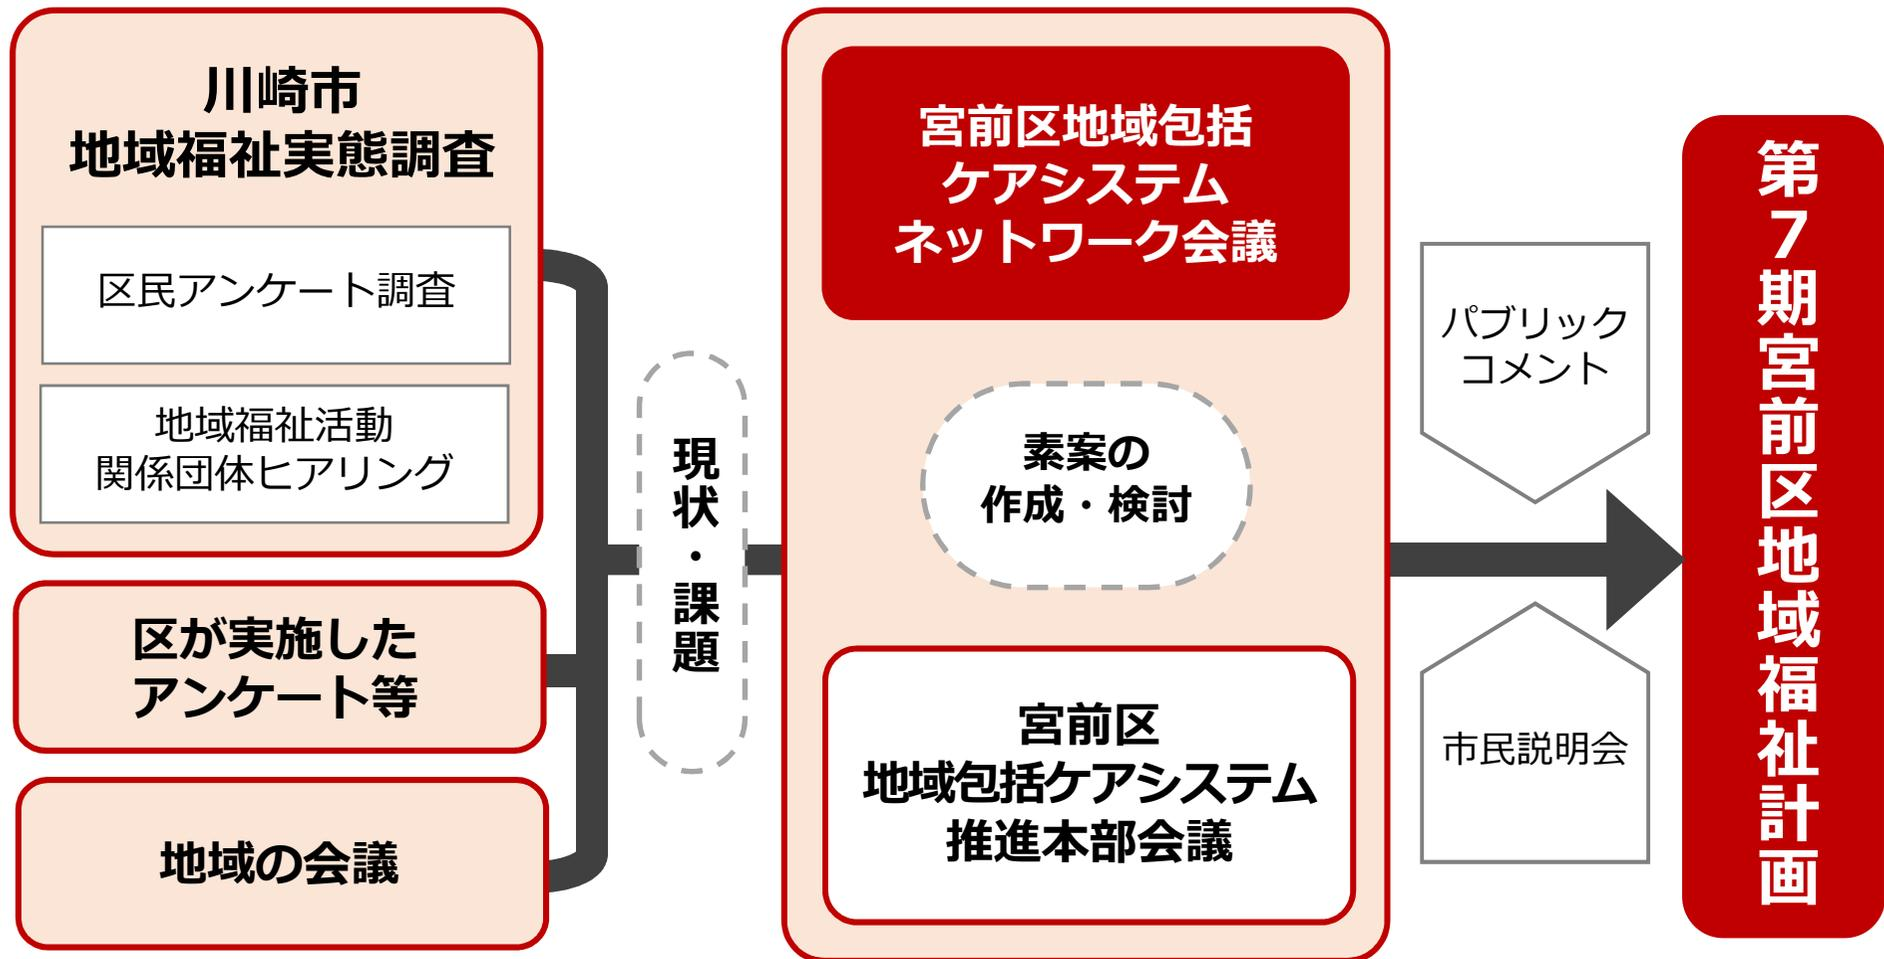 川崎市
地域福祉実態調査
区民アンケート調査
地域福祉活動
関係団体ヒアリング
区が実施した
アンケート等
地域の会議
現状・課題
宮前区地域包括
ケアシステム
ネットワーク会議
素案の
作成・検討
宮前区
地域包括ケアシステム
推進本部会議
パブリック
コメント
市民説明会
第7期宮前区地域福祉計画